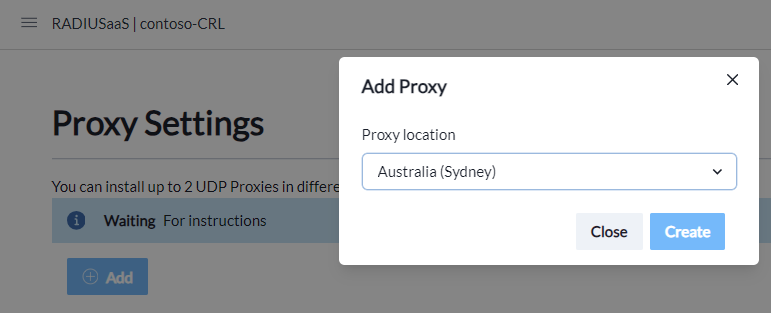 RADIUSaaS | contoso-CRL
Add Proxy
Proxy Settings
Proxy location
Australia (Sydney)
You can install up to 2 UDP Proxies in differe
Waiting For instructions
Close
Create
Add